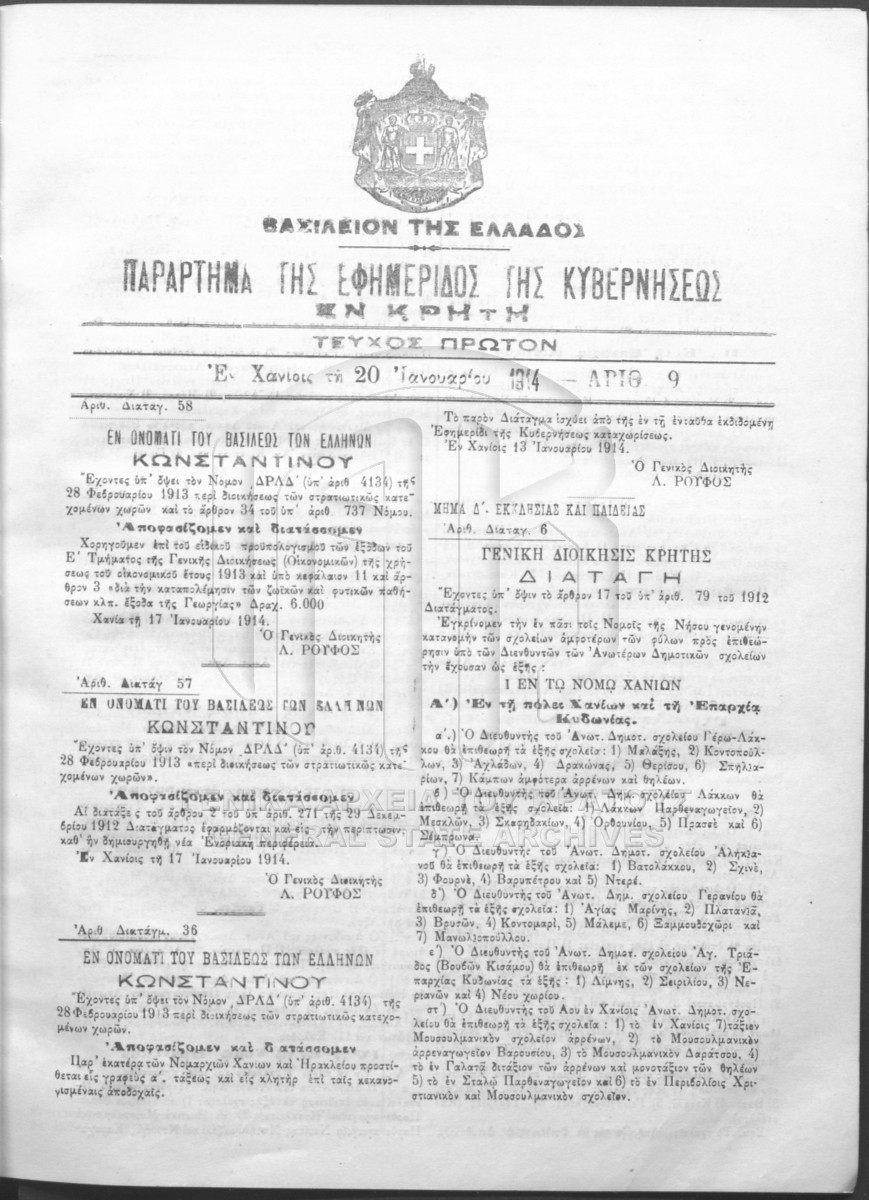 ΒΑΣΙΛΕΙΟΝ ΤΗΣ ΕΛΛΑΔΟΣ
ΠΑΡΑΡΤΗΜΑ ΤΗΣ ΕΦΗΜΕΡΙΔΟΣ ΤΗΣ ΚΥΒΕΡΝΗΣΕΩΣ
ΕΝ ΚΡΗΤΗ
ΤΕΥΧΟΣ ΠΡΩΤΟΝ
Ἐν Χανίοις τῇ 20 Ἰανουαρίου 1914 — ΑΡΙΘ 9
Αριθ. Διαταγ. 58
ΕΝ ΟΝΟΜΑΤΙ ΤΟΥ ΒΑΣΙΛΕΩΣ ΤΩΝ ΕΛΛΗΝΩΝ
ΚΩΝΣΤΑΝΤΙΝΟΥ
Ἔχοντες ὑπ' ὄψει τὸν Νόμον ͵ΔΡΛΔ' (ὑπ' ἀριθ 4134) τῆς
28 Φεβρουαρίου 1913 περὶ διοικήσεως τῶν στρατιωτικῶς κατε-
χομένων χωρῶν καὶ τὸ ἄρθρον 34 τοῦ ὑπ' ἀριθ. 737 Νόμου.
Ἀποφασίζομεν καὶ διατάσσομεν
Χορηγοῦμεν ἐπὶ τοῦ εἰδικοῦ προϋπολογισμοῦ τῶν ἐξόδων τοῦ
Ε' Τμήματος τῆς Γενικῆς Διοικήσεως (Οἰκονομικῶν) τῆς χρή-
σεως τοῦ οἰκονομικοῦ ἔτους 1913 καὶ ὑπὸ κεφάλαιον 11 καὶ ἄρ-
θρον 3 «διὰ τὴν καταπολέμησιν τῶν ζωϊκῶν καὶ φυτικῶν παθή-
σεων κλπ. ἔξοδα τῆς Γεωργίας» Δραχ. 6.000
Χανία τῇ 17 Ἰανουαρίου 1914.
Ὁ Γενικὸς Διοικητὴς
Λ. ΡΟΥΦΟΣ
Ἀριθ. Διατάγ 57
ΕΝ ΟΝΟΜΑΤΙ ΤΟΥ ΒΑΣΙΛΕΩΣ ΤΩΝ ΕΛΛΗΝΩΝ
ΚΩΝΣΤΑΝΤΙΝΟΥ
Ἔχοντες ὑπ' ὄψιν τὸν Νόμον ͵ΔΡΛΔ' (ὑπ' ἀρ.θ. 4134) τῆς
28 Φεβρουαρίου 1913 «περὶ διοικήσεως τῶν στρατιωτικῶς κατε-
χομένων χωρῶν».
Ἀποφασίζομεν καὶ διατάσσομεν
Αἱ διατάξεις τοῦ ἄρθρου 2 τοῦ ὑπ' ἀριθ. 271 τῆς 29 Δεκεμ-
βρίου 1912 Διατάγματος ἐφαρμόζονται καὶ εἰς τὴν περίπτωσιν,
καθ' ἣν δημιουργηθῇ νέα Ἐνοριακὴ περιφέρεια.
Ἐν Χανίοις τῇ 17 Ἰανουαρίου 1914.
Ὁ Γενικὸς Διοικητὴς
Λ. ΡΟΥΦΟΣ
Ἀριθ Διατάγμ. 36
ΕΝ ΟΝΟΜΑΤΙ ΤΟΥ ΒΑΣΙΛΕΩΣ ΤΩΝ ΕΛΛΗΝΩΝ
ΚΩΝΣΤΑΝΤΙΝΟΥ
Ἔχοντες ὑπ' ὄψει τὸν Νόμον ͵ΔΡΛΔ' (ὑπ' ἀριθ. 4134) τῆς
28 Φεβρουαρίου 1913 περὶ διοικήσεως τῶν στρατιωτικῶς κατεχο-
μένων χωρῶν.
Ἀποφασίζομεν καὶ διατάσσομεν
Παρ' ἑκατέρᾳ τῶν Νομαρχιῶν Χανίων καὶ Ἡρακλείου προστί-
θεται εἷς γραφεὺς α'. τάξεως καὶ εἷς κλητὴρ ἐπὶ ταῖς κεκανο-
νισμέναις ἀποδοχαῖς.
Τὸ παρὸν Διάταγμα ἰσχύει ἀπὸ τῆς ἐν τῇ ἐνταῦθα ἐκδιδομένῃ
Ἐφημερίδι τῆς Κυβερνήσεως καταχωρίσεως.
Ἐν Χανίοις 13 Ἰανουαρίου 1914.
Ὁ Γενικὸς Διοικητὴς
Λ. ΡΟΥΦΟΣ
ΜΗΜΑ Δ'. ΕΚΚΛΗΣΙΑΣ ΚΑΙ ΠΑΙΔΕΙΑΣ
Ἀριθ. Διαταγ. 6
ΓΕΝΙΚΗ ΔΙΟΙΚΗΣΙΣ ΚΡΗΤΗΣ
ΔΙΑΤΑΓΗ
Ἔχοντες ὑπ' ὄψιν τὸ ἄρθρον 17 τοῦ ὑπ' ἀριθ. 79 τοῦ 1912
Διατάγματος.
Ἐγκρίνομεν τὴν ἐν πᾶσι τοῖς Νομοῖς τῆς Νήσου γενομένην
κατανομὴν τῶν σχολείων ἀμφοτέρων τῶν φύλων πρὸς ἐπιθεώ-
ρησιν ὑπὸ τῶν Διευθυντῶν τῶν Ἀνωτέρων Δημοτικῶν σχολείων
τὴν ἔχουσαν ὡς ἑξῆς :
Ι ΕΝ ΤΩ ΝΟΜΩ ΧΑΝΙΩΝ
Α') Ἐν τῇ πόλει Χανίων καὶ τῇ Ἐπαρχίᾳ
Κυδωνίας.
α'.) Ὁ Διευθυντὴς τοῦ Ἀνωτ. Δημοτ. σχολείου Γέρω-Λάκ-
κου θὰ ἐπιθεωρῇ τὰ ἑξῆς σχολεῖα : 1) Μαλάξης, 2) Κοντοπούλ-
λων, 3) Ἀχλάδων, 4) Δρακώνας, 5) Θερίσου, 6) Σπηλια-
ρίων, 7) Κάμπων ἀμφότερα ἀρρένων καὶ θηλέων.
β') Ὁ Διευθυντὴς τοῦ Ἀνωτ. Δημ. σχολείου Λάκκων θὰ
ἐπιθεωρῇ τὰ ἑξῆς σχολεῖα: 1) Λάκκων Παρθεναγωγεῖον, 2)
Μεσκλῶν, 3) Σκαφηδακίων, 4) Ὀρθουνίου, 5) Πρασσὲ καὶ 6)
Σέμπρωνα.
γ') Ὁ Διευθυντὴς τοῦ Ἀνωτ. Δημοτ. σχολείου Ἀλικια-
νοῦ θὰ ἐπιθεωρῇ τὰ ἑξῆς σχολεῖα: 1) Βατολάκκου, 2) Σχινέ,
3) Φουρνέ, 4) Βαρυπέτρου καὶ 5) Ντερέ.
δ') Ὁ Διευθυντὴς τοῦ Ἀνωτ. Δημ. σχολείου Γερανίου θὰ
ἐπιθεωρῇ τὰ ἑξῆς σχολεῖα : 1) Ἁγίας Μαρίνης, 2) Πλατανιᾶ,
3) Βρυσῶν, 4) Κοντομαρί, 5) Μάλεμε, 6) Ξαμμουδοχώρι καὶ
7) Μανωλιοπούλλου.
ε') Ὁ Διευθυντὴς τοῦ Ἀνωτ. Δημοτ. σχολείου Ἁγ. Τριά-
δος (Βουβῶν Κισάμου) θὰ ἐπιθεωρῇ ἐκ τῶν σχολείων τῆς Ἐ-
παρχίας Κυδωνίας τὰ ἑξῆς : 1) Λίμνης, 2) Σειριλίου, 3) Νε-
ριανῶν καὶ 4) Νέου χωρίου.
στ') Ὁ Διευθυντὴς τοῦ Αου ἐν Χανίοις Ἀνωτ. Δημοτ. σχο-
λείου θὰ ἐπιθεωρῇ τὰ ἑξῆς σχολεῖα : 1) τὸ ἐν Χανίοις 7)τάξιον
Μουσουλμανικὸν σχολεῖον ἀρρένων, 2) τὸ Μουσουλμανικὸν
ἀρρεναγωγεῖον Βαρουσίου, 3) τὸ Μουσουλμανικὸν Δαράτσου, 4)
τὸ ἐν Γαλατᾷ διτάξιον τῶν ἀρρένων καὶ μονοτάξιον τῶν θηλέων
5) τὸ ἐν Σταλῷ Παρθεναγωγεῖον καὶ 6) τὸ ἐν Περιβολίοις Χρι-
στιανικὸν καὶ Μουσουλμανικὸν σχολεῖον.
GENERAL STATE ARCHIVES